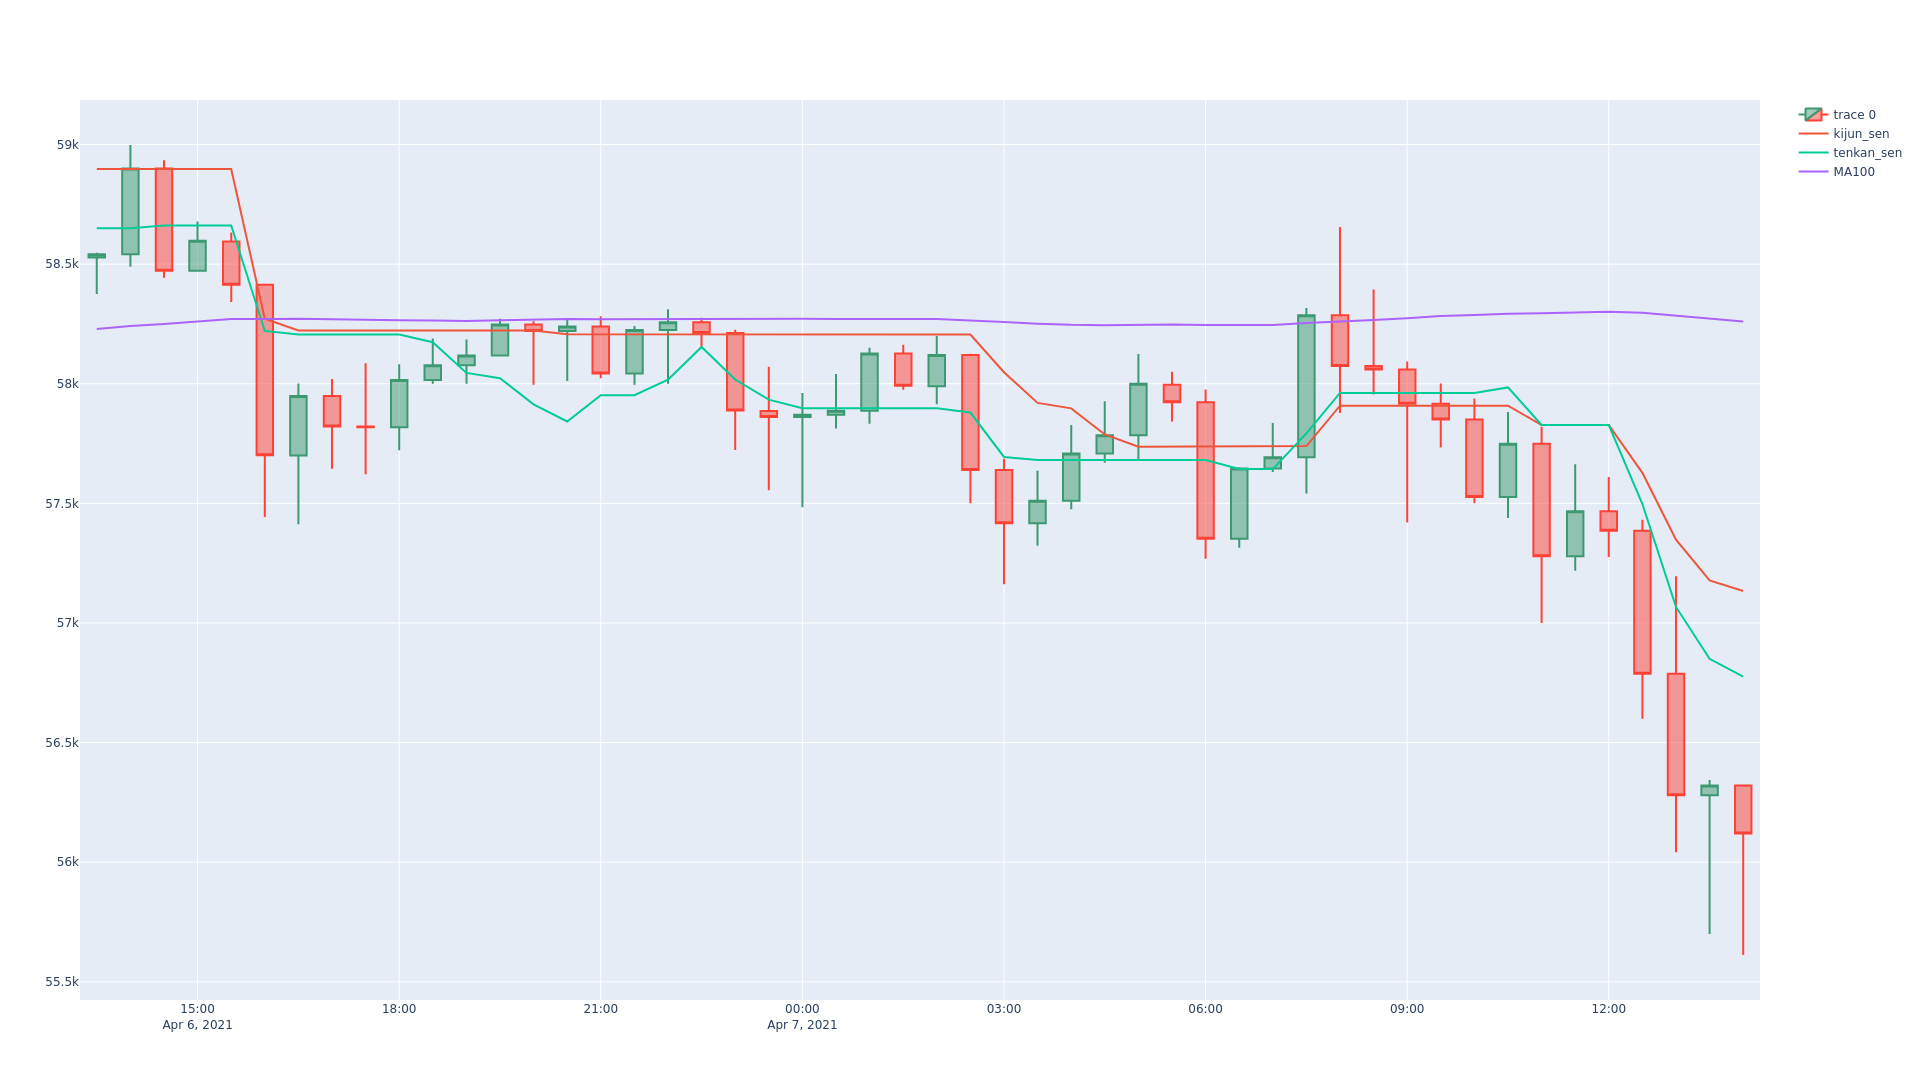 trace 0
kijun_sen
tenkan_sen
MA100
59k
58.5k
58k
57.5k
57k
56.5k
56k
55.5k
15:00 18:00 21:00 00:00 03:00 06:00 09:00 12:00
Apr 6, 2021 Apr 7, 2021